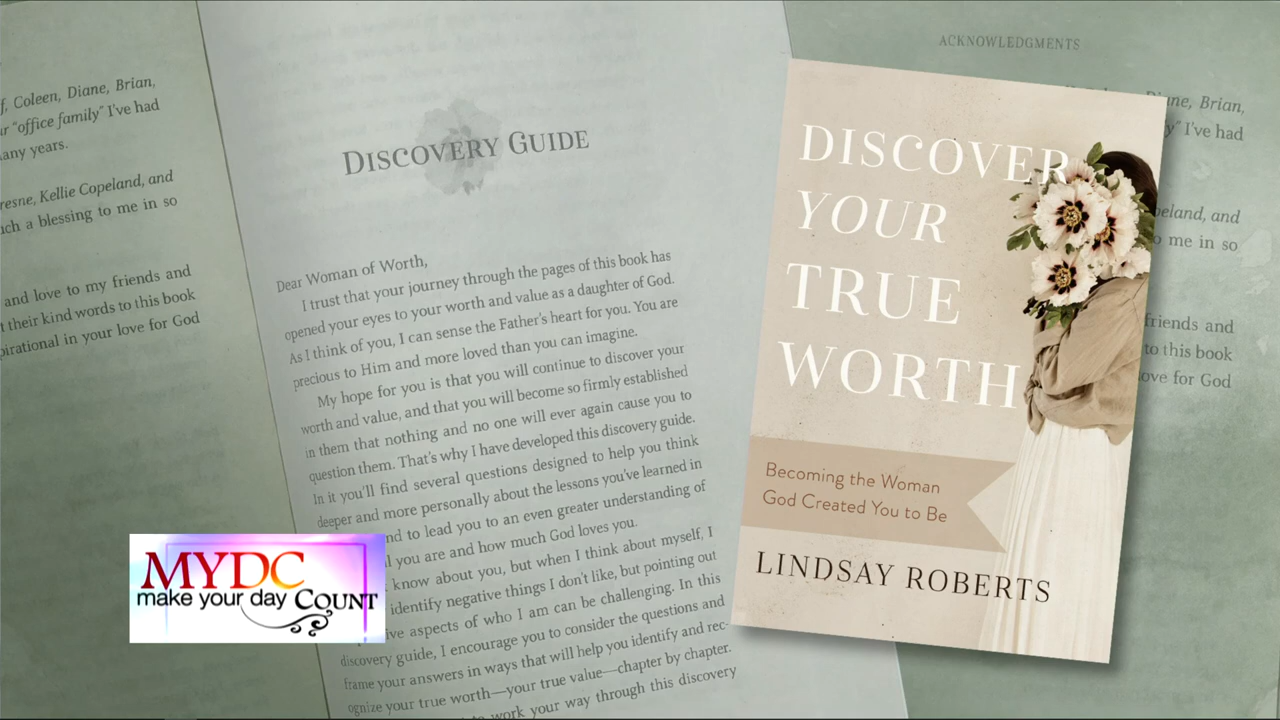 f, Coleen, Diane, Brian,
r "office family" I've had
any years.
resne, Kellie Copeland, and
ch a blessing to me in so
and love to my friends and
t their kind words to this book
pirational in your love for God
DISCOVERY GUIDE
Dear Woman of Worth,
I trust that your journey through the pages of this book has
opened your eyes to your worth and value as a daughter of God.
As I think of you, I can sense the Father's heart for you. You are
precious to Him and more loved than you can imagine.
My hope for you is that you will continue to discover your
worth and value, and that you will become so firmly established
in them that nothing and no one will ever again cause you to
question them. That's why I have developed this discovery guide.
In it you'll find several questions designed to help you think
deeper and more personally about the lessons you've learned in
nd to lead you to an even greater understanding of
l you are and how much God loves you.
know about you, but when I think about myself, I
identify negative things I don't like, but pointing out
ive aspects of who I am can be challenging. In this
discovery guide, I encourage you to consider the questions and
frame your answers in ways that will help you identify and rec-
ognize your true worth—your true value—chapter by chapter.
to work your way through this discovery
ACKNOWLEDGMENTS
ne, Brian,
y" I've had
peland, and
o me in so
friends and
to this book
ove for God
DISCOVER
YOUR
TRUE
WORTH
Becoming the Woman
God Created You to Be
LINDSAY ROBERTS
MYDC
make your day COUNT